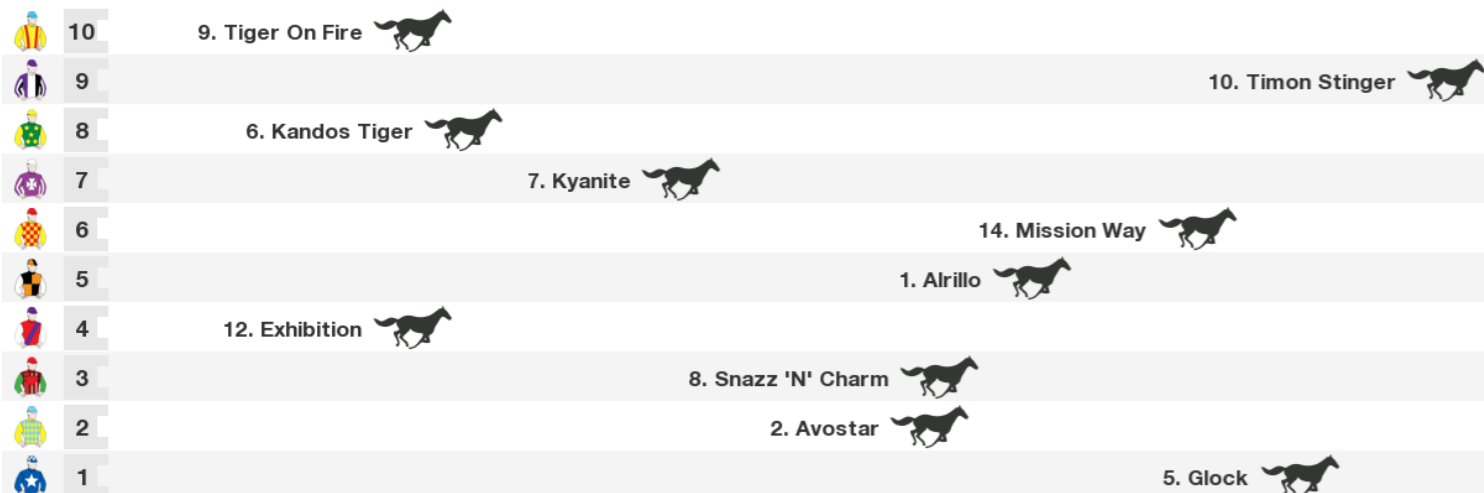 10 9. Tiger On Fire
9 10. Timon Stinger
8 6. Kandos Tiger
7 7. Kyanite
6 14. Mission Way
5 1. Alrillo
4 12. Exhibition
3 8. Snazz 'N' Charm
2 2. Avostar
1 5. Glock